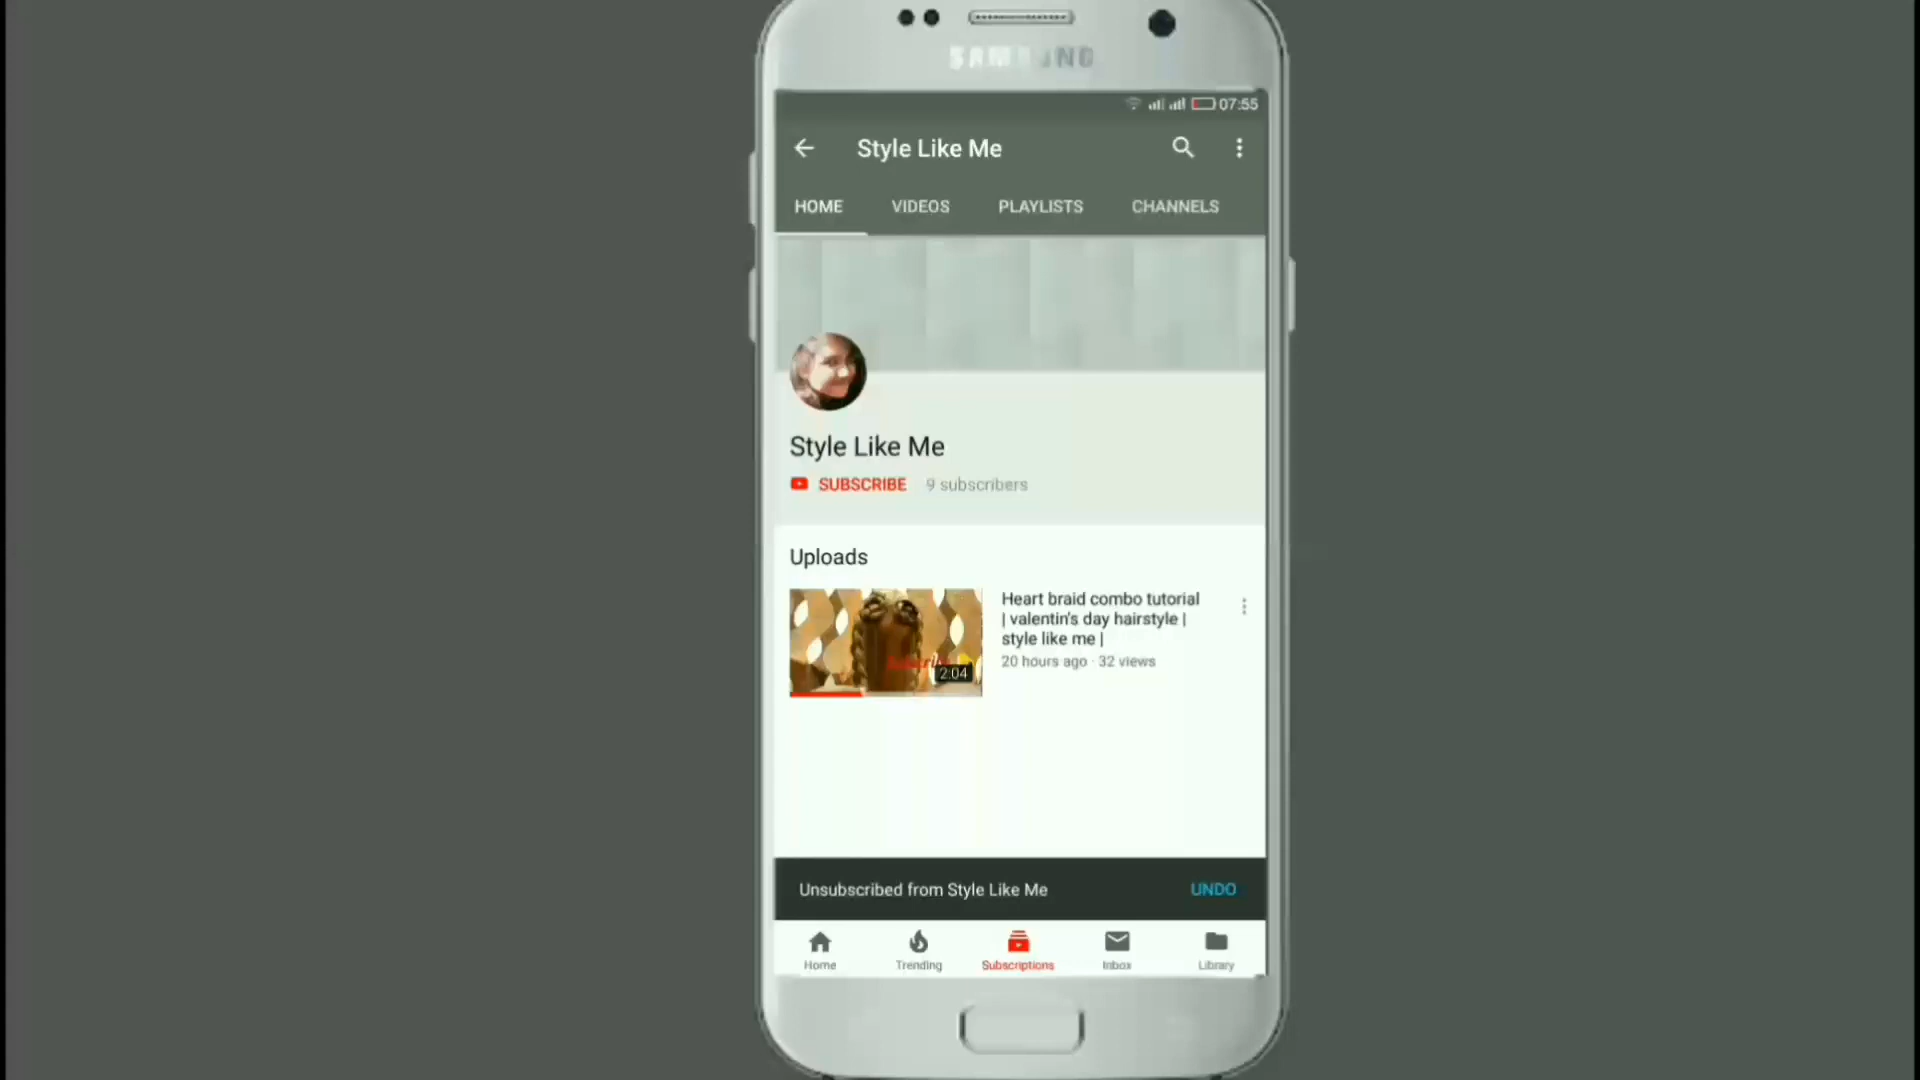 SAMSUNG
07:55
Style Like Me
HOME VIDEOS PLAYLISTS CHANNELS
Style Like Me
SUBSCRIBE 9 subscribers
Uploads
Heart braid combo tutorial
| valentin's day hairstyle |
style like me |
20 hours ago · 32 views
Subscribe
2:04
Unsubscribed from Style Like Me UNDO
Home Trending Subscriptions Inbox Library